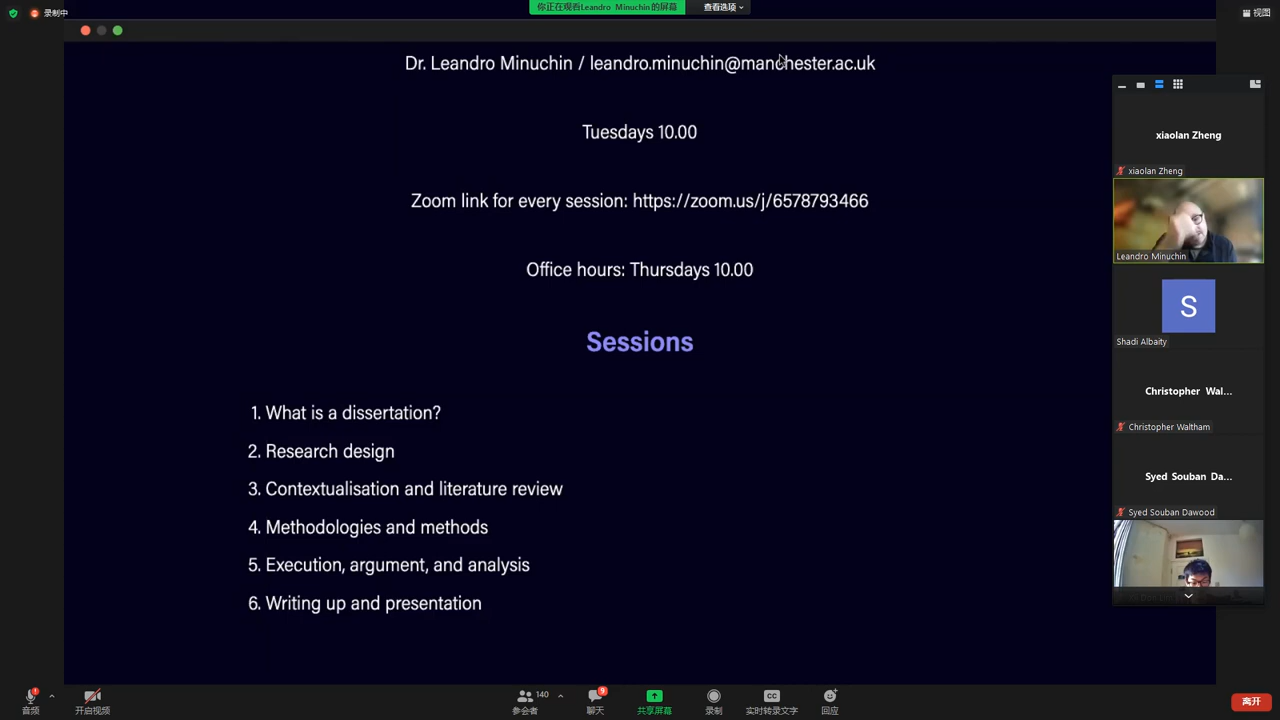 录制中
你正在观看Leandro Minuchin的屏幕
查看选项
视图
Dr. Leandro Minuchin / leandro.minuchin@manchester.ac.uk
Tuesdays 10.00
Zoom link for every session: https://zoom.us/j/6578793466
Office hours: Thursdays 10.00
Sessions
1. What is a dissertation?
2. Research design
3. Contextualisation and literature review
4. Methodologies and methods
5. Execution, argument, and analysis
6. Writing up and presentation
xiaolan Zheng
xiaolan Zheng
Leandro Minuchin
S
Shadi Albaity
Christopher Wal...
Christopher Waltham
Syed Souban Da...
Syed Souban Dawood
音频
开启视频
140
参会者
9
聊天
共享屏幕
录制
CC
实时转录文字
回应
离开